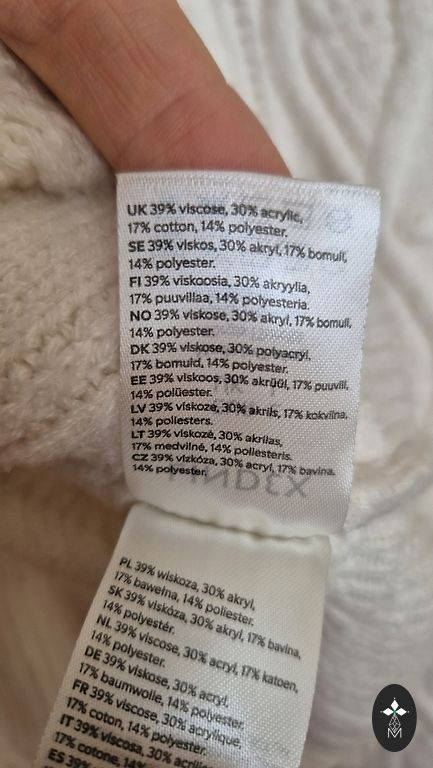 UK 39% viscose, 30% acrylic,
17% cotton, 14% polyester.
SE 39% viskos, 30% akryl, 17% bomull,
14% polyester.
FI 39% viskoosia, 30% akryylia,
17% puuvillaa, 14% polyesteria.
NO 39% viskose, 30% akryl, 17% bomull,
14% polyester.
DK 39% viskose, 30% polyacryl,
17% bomuld, 14% polyester.
EE 39% viskoos, 30% akrüül, 17% puuvill,
14% polüester.
LV 39% viskoze, 30% akrils, 17% kokvilna,
14% poliesters.
LT 39% viskozė, 30% akrilas,
17% medvilnė, 14% poliesteris.
CZ 39% vizkóza, 30% acryl, 17% bavlna,
14% polyester.
PL 39% wiskoza, 30% akryl,
17% bawełna, 14% poliester.
SK 39% viskóza, 30% akryl, 17% bavlna,
14% polyestér.
NL 39% viscose, 30% acryl, 17% katoen,
14% polyester.
DE 39% viskose, 30% acryl,
17% baumwolle, 14% polyester.
FR 39% viscose, 30% acrylique,
17% coton, 14% polyester.
IT 39% viscosa, 30%
17% cotone, 14%
ES 39%
M